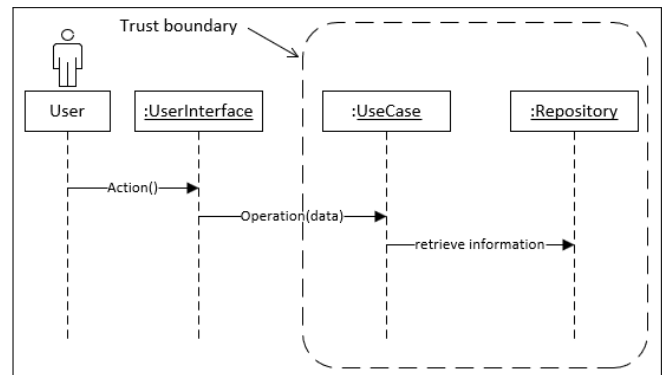 Trust boundary
User
:UserInterface
:UseCase
:Repository
Action()
Operation(data)
retrieve information